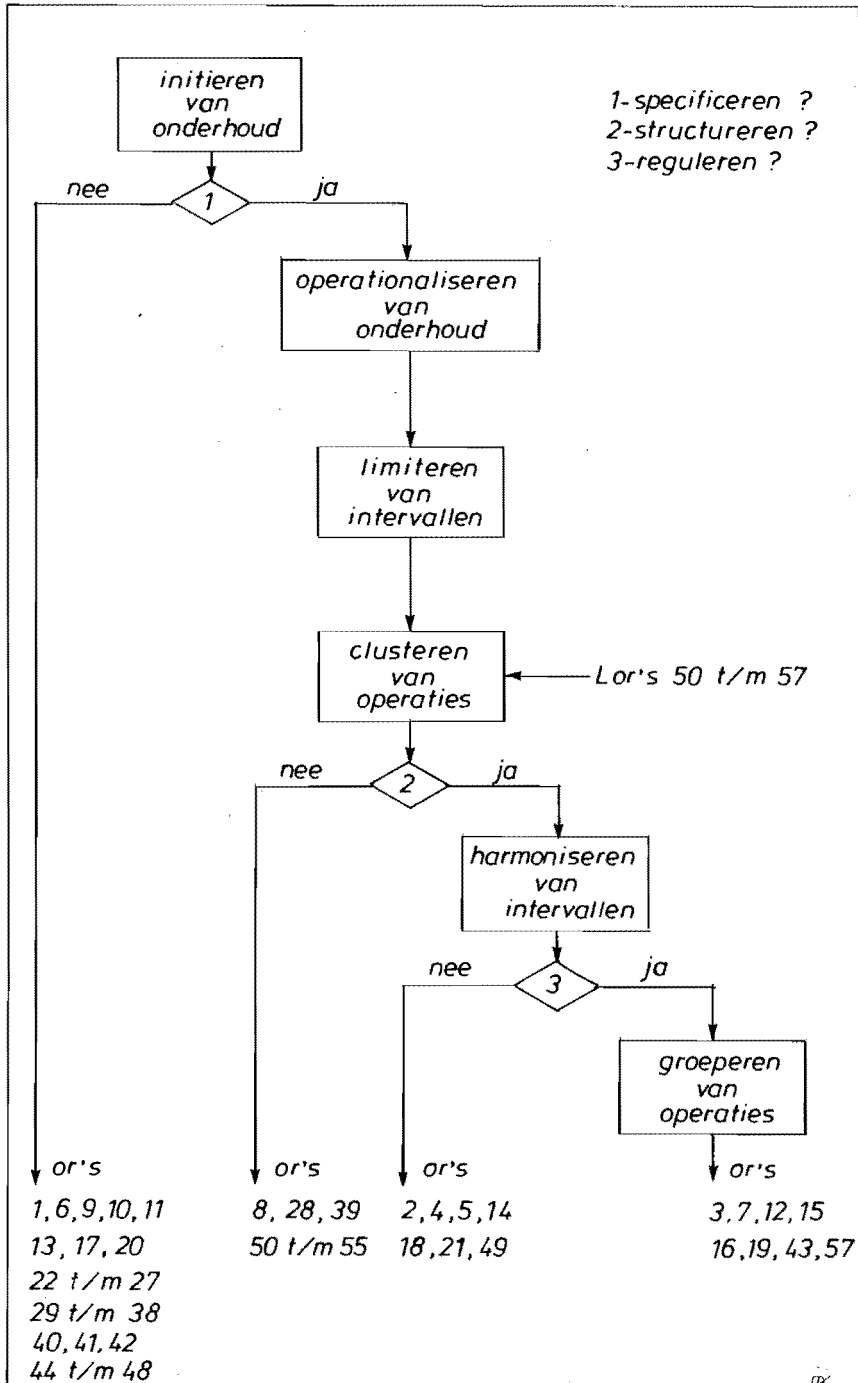 initieren
van
onderhoud
1-specificeren ?
2-structureren ?
3-reguleren ?
nee
1
ja
operationaliseren
van
onderhoud
limiteren
van
intervallen
clusteren
van
operaties
Lor's 50 t/m 57
nee
2
ja
harmoniseren
van
intervallen
nee
3
ja
groeperen
van
operaties
or's
1,6,9,10,11
13, 17, 20
22 t/m 27
29 t/m 38
40, 41, 42
44 t/m 48
or's
8, 28, 39
50 t/m 55
or's
2,4,5,14
18,21,49
or's
3,7,12,15
16,19,43,57